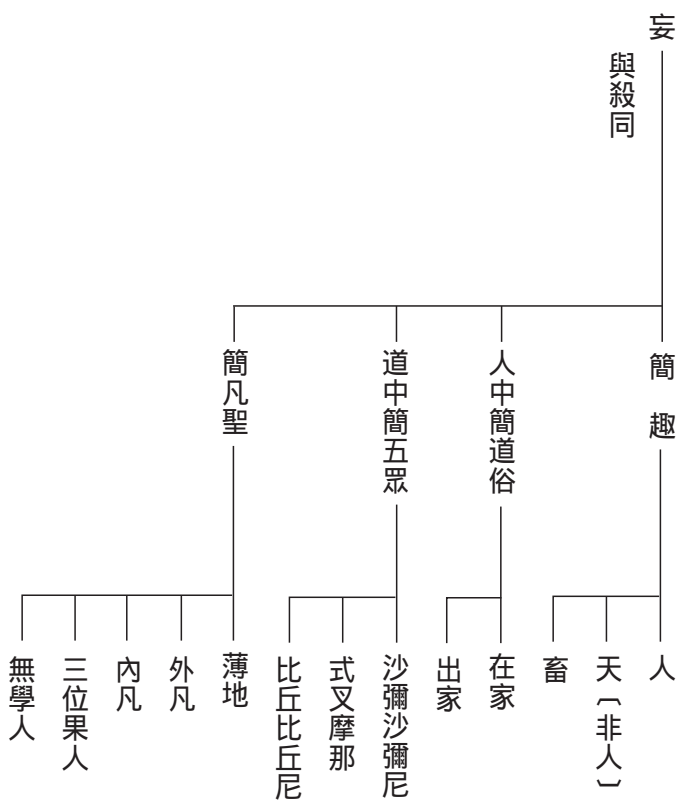 妄
與殺同
簡趣
人中簡道俗
道中簡五眾
簡凡聖
人
天（非人）
畜
在家
出家
沙彌沙彌尼
式叉摩那
比丘比丘尼
薄地
外凡
內凡
三位果人
無學人